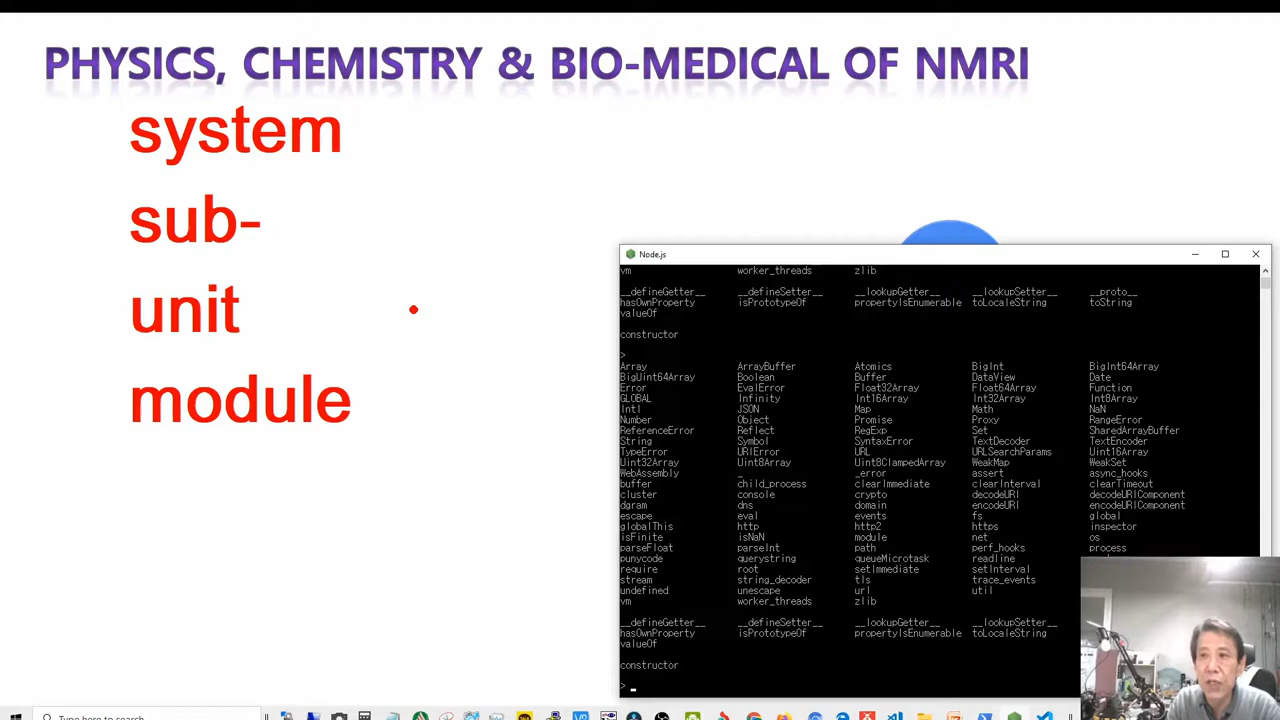 PHYSICS, CHEMISTRY & BIO-MEDICAL OF NMRI
system
sub-
unit
module
Node.js
vm worker_threads zlib
__defineGetter__ __defineSetter__ __lookupGetter__ __lookupSetter__ __proto__
hasOwnProperty isPrototypeOf propertyIsEnumerable toLocaleString toString
valueOf
constructor
>
Array ArrayBuffer Atomics BigInt BigInt64Array
BigUint64Array Boolean Buffer DataView Date
Error EvalError Float32Array Float64Array Function
GLOBAL Infinity Int16Array Int32Array Int8Array
Intl JSON Map Math NaN
Number Object Promise Proxy RangeError
ReferenceError Reflect RegExp Set SharedArrayBuffer
String Symbol SyntaxError TextDecoder TextEncoder
TypeError URIError URL URLSearchParams Uint16Array
Uint32Array Uint8Array Uint8ClampedArray WeakMap WeakSet
WebAssembly _ _error assert async_hooks
buffer child_process clearImmediate clearInterval clearTimeout
cluster console crypto decodeURI decodeURIComponent
dgram dns domain encodeURI encodeURIComponent
escape eval events fs global
globalThis http http2 https inspector
isFinite isNaN module net os
parseFloat parseInt path perf_hooks process
punycode querystring queueMicrotask readline
require root setImmediate setInterval
stream string_decoder tls trace_events
undefined unescape url util
vm worker_threads zlib
__defineGetter__ __defineSetter__ __lookupGetter__ __lookupSetter__
hasOwnProperty isPrototypeOf propertyIsEnumerable toLocaleString
valueOf
constructor
> _
Type here to search